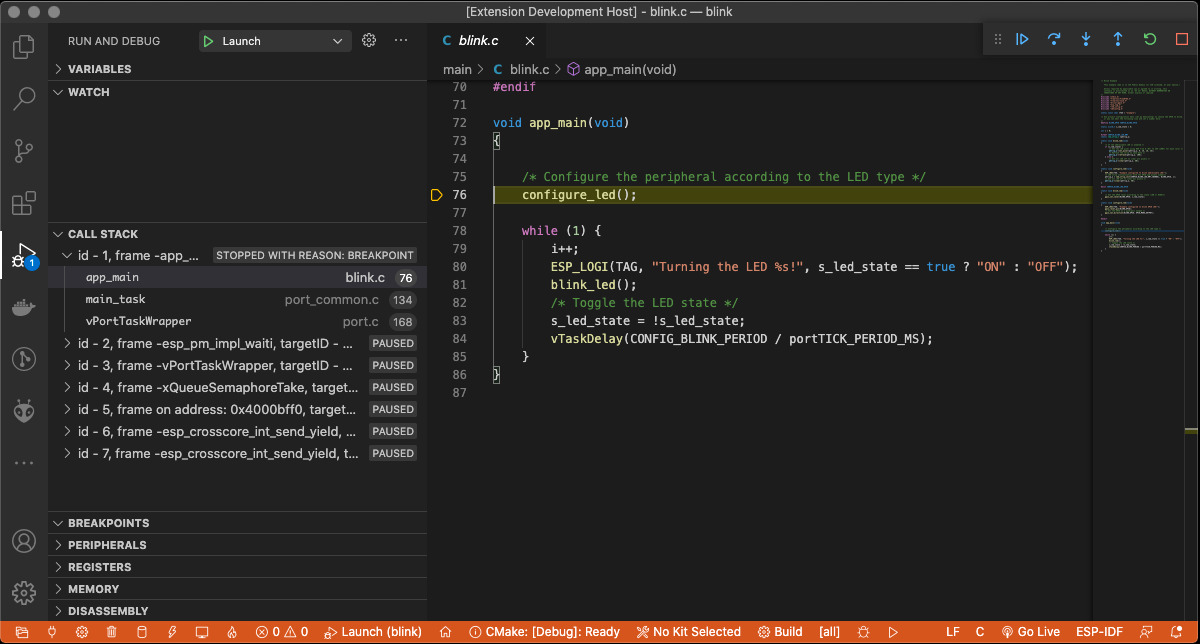 [Extension Development Host] - blink.c — blink
RUN AND DEBUG
Launch
VARIABLES
WATCH
CALL STACK
id - 1, frame -app_... STOPPED WITH REASON: BREAKPOINT
app_main blink.c 76
main_task port_common.c 134
vPortTaskWrapper port.c 168
id - 2, frame -esp_pm_impl_waiti, targetID - ... PAUSED
id - 3, frame -vPortTaskWrapper, targetID - ... PAUSED
id - 4, frame -xQueueSemaphoreTake, target... PAUSED
id - 5, frame on address: 0x4000bff0, target... PAUSED
id - 6, frame -esp_crosscore_int_send_yield, ... PAUSED
id - 7, frame -esp_crosscore_int_send_yield, t... PAUSED
BREAKPOINTS
PERIPHERALS
REGISTERS
MEMORY
DISASSEMBLY
1
C blink.c
main > C blink.c > app_main(void)
70 #endif
71
72 void app_main(void)
73 {
74
75 /* Configure the peripheral according to the LED type */
76 configure_led();
77
78 while (1) {
79 i++;
80 ESP_LOGI(TAG, "Turning the LED %s!", s_led_state == true ? "ON" : "OFF");
81 blink_led();
82 /* Toggle the LED state */
83 s_led_state = !s_led_state;
84 vTaskDelay(CONFIG_BLINK_PERIOD / portTICK_PERIOD_MS);
85 }
86 }
87
0 0 Launch (blink) CMake: [Debug]: Ready No Kit Selected Build [all] LF C Go Live ESP-IDF